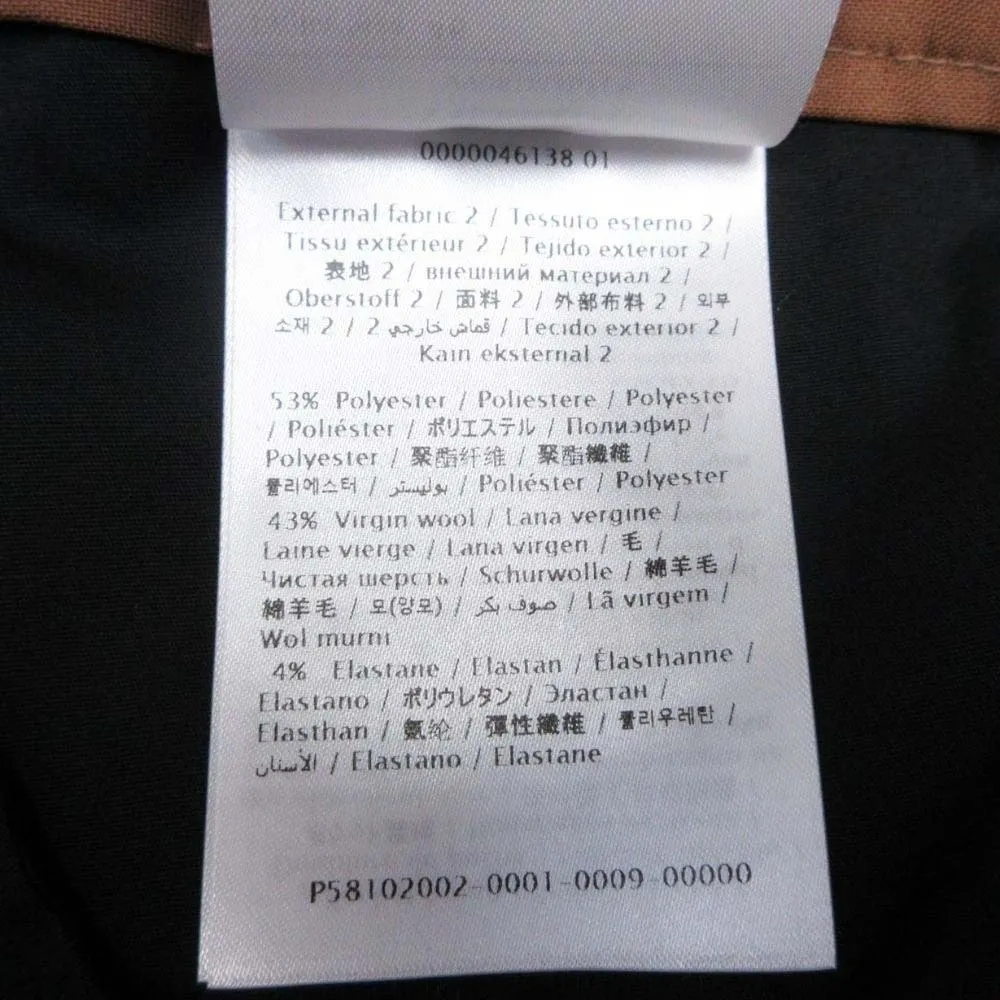 0000046138 01
External fabric 2 / Tessuto esterno 2 /
Tissu extérieur 2 / Tejido exterior 2 /
表地 2 / внешний материал 2 /
Oberstoff 2 / 面料 2 / 外部布料 2 / 외부
소재 2 / قماش خارجي 2 / Tecido exterior 2 /
Kain eksternal 2
53% Polyester / Poliestere / Polyester
/ Poliéster / ポリエステル / Полиэфир /
Polyester / 聚酯纤维 / 聚酯纖維 /
폴리에스터 / بوليستر / Poliéster / Polyester
43% Virgin wool / Lana vergine /
Laine vierge / Lana virgen / 毛 /
Чистая шерсть / Schurwolle / 綿羊毛 /
綿羊毛 / 모(양모) / صوف بكر / Lã virgem /
Wol murni
4% Elastane / Elastan / Élasthanne /
Elastano / ポリウレタン / Эластан /
Elasthan / 氨纶 / 彈性纖維 / 폴리우레탄 /
الأستان / Elastano / Elastane
P58102002-0001-0009-00000